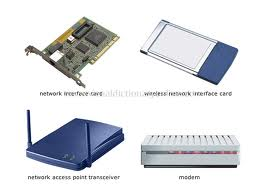 network interface card
wireless network interface card
network access point transceiver
modem